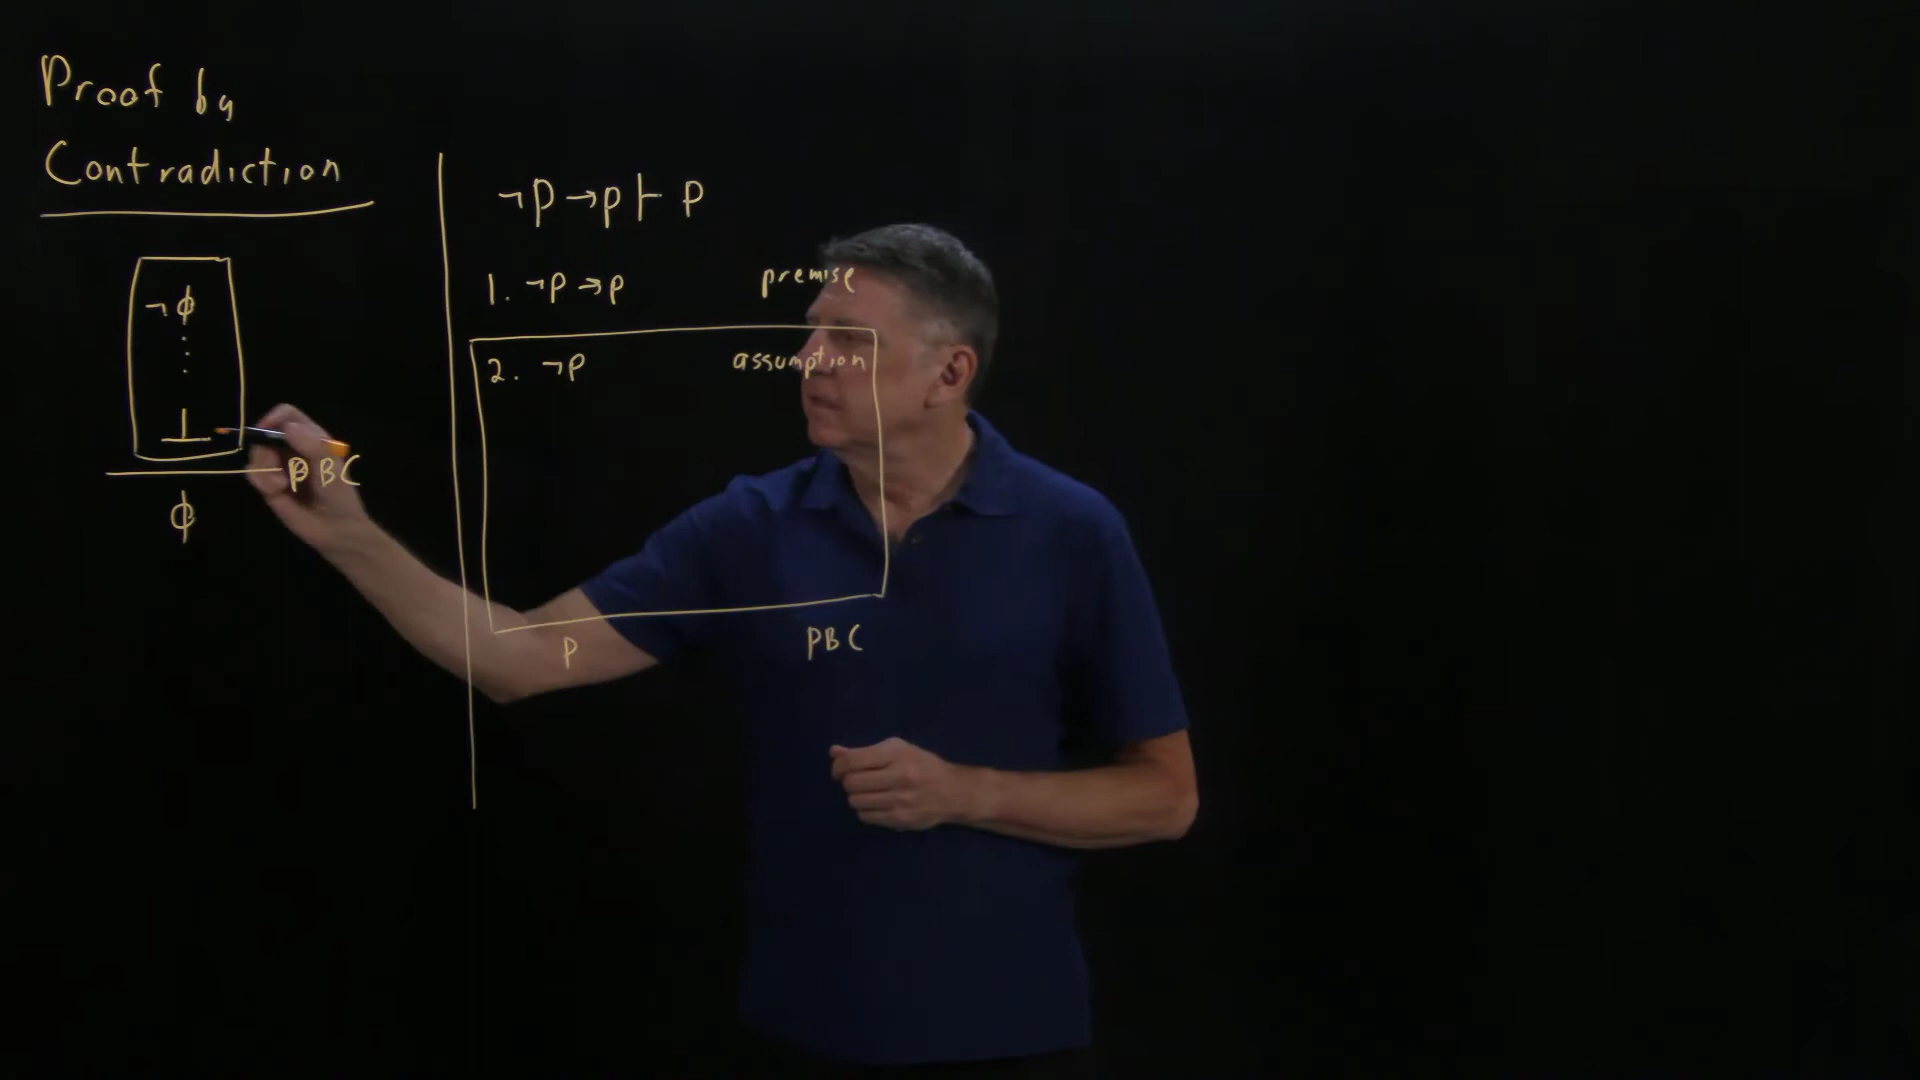 Proof by
Contradiction
¬ϕ
⋮
⊥
PBC
ϕ
¬p→p ⊢ p
1. ¬p→p premise
2. ¬p assumption
p PBC